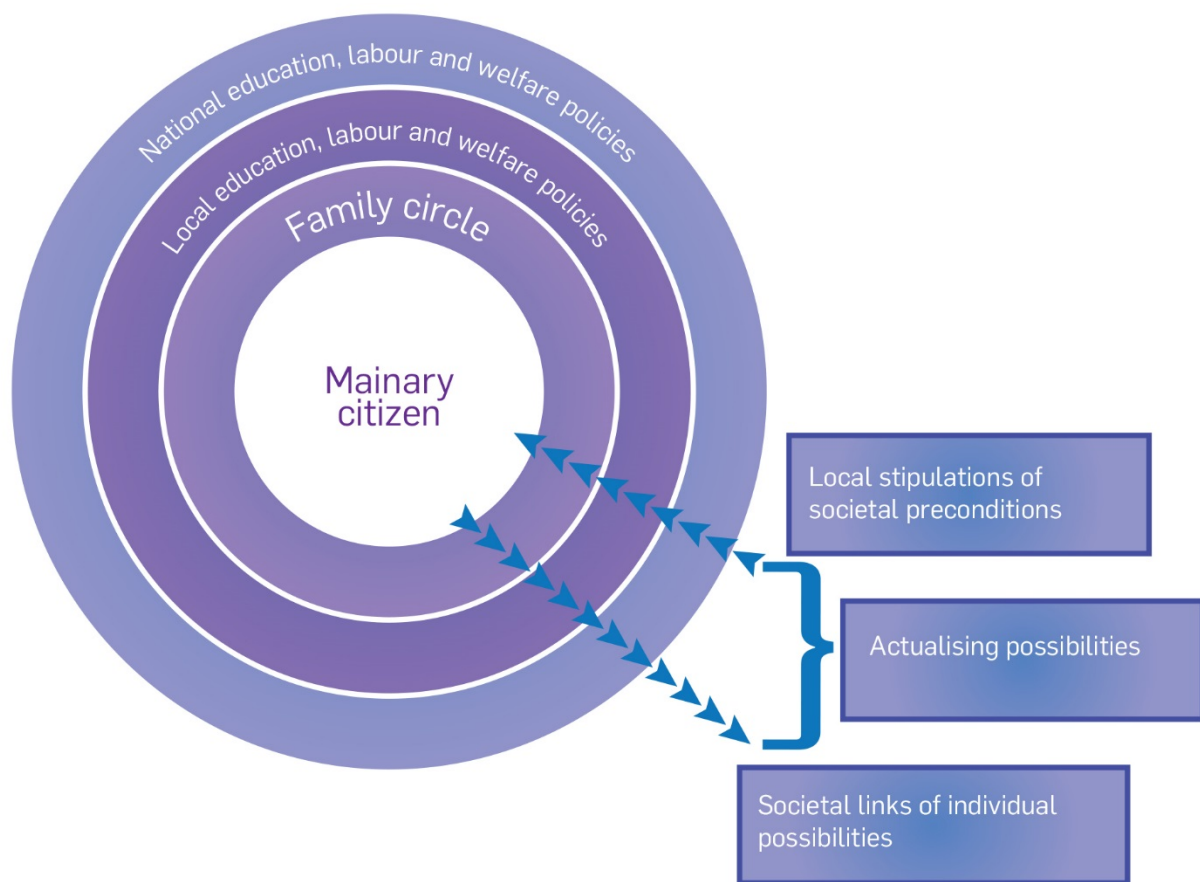 National education, labour and welfare policies
Local education, labour and welfare policies
Family circle
Mainary
citizen
Local stipulations of
societal preconditions
Actualising possibilities
Societal links of individual
possibilities